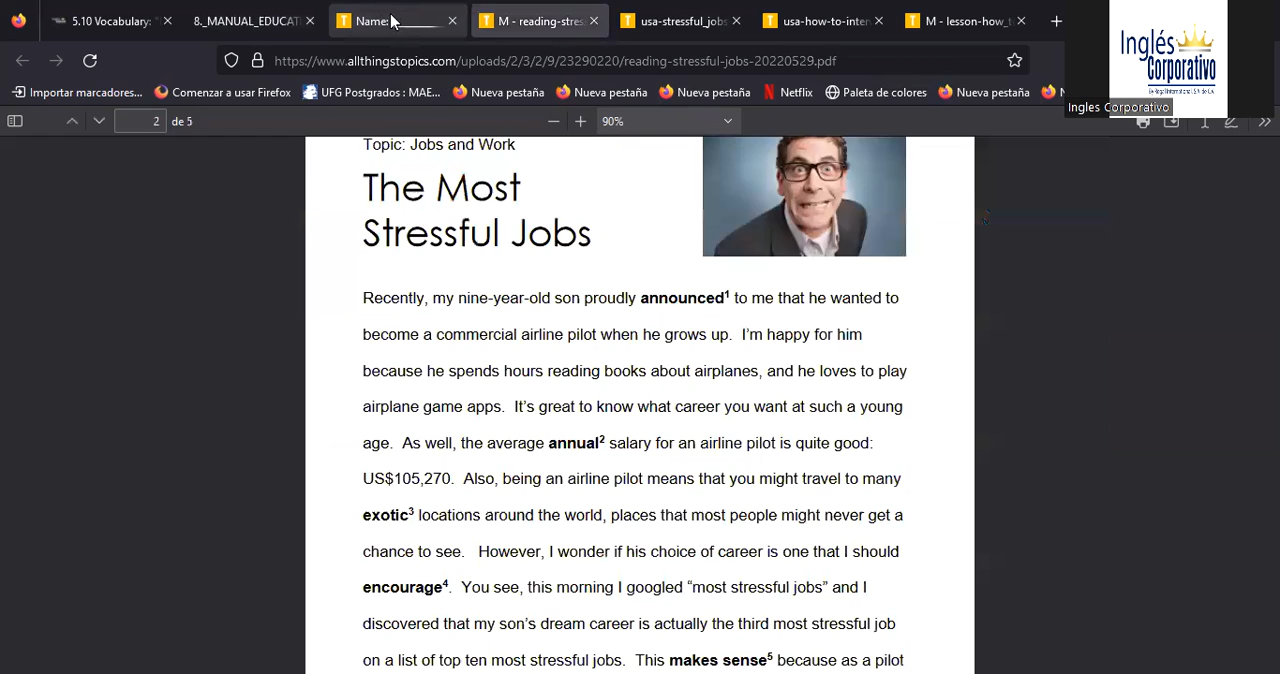 5.10 Vocabulary: "
8._MANUAL_EDUCATI
Name:
M - reading-stres
usa-stressful_jobs
usa-how-to-inter
M - lesson-how_t
https://www.allthingstopics.com/uploads/2/3/2/9/23290220/reading-stressful-jobs-20220529.pdf
Importar marcadores...
Comenzar a usar Firefox
UFG Postgrados : MAE...
Nueva pestaña
Nueva pestaña
Nueva pestaña
Netflix
Paleta de colores
Nueva pestaña
Inglés
Corporativo
Ingles Corporativo
2 de 5
90%
Topic: Jobs and Work
The Most
Stressful Jobs
Recently, my nine-year-old son proudly announced¹ to me that he wanted to
become a commercial airline pilot when he grows up. I'm happy for him
because he spends hours reading books about airplanes, and he loves to play
airplane game apps. It's great to know what career you want at such a young
age. As well, the average annual² salary for an airline pilot is quite good:
US$105,270. Also, being an airline pilot means that you might travel to many
exotic³ locations around the world, places that most people might never get a
chance to see. However, I wonder if his choice of career is one that I should
encourage⁴. You see, this morning I googled “most stressful jobs” and I
discovered that my son's dream career is actually the third most stressful job
on a list of top ten most stressful jobs. This makes sense⁵ because as a pilot